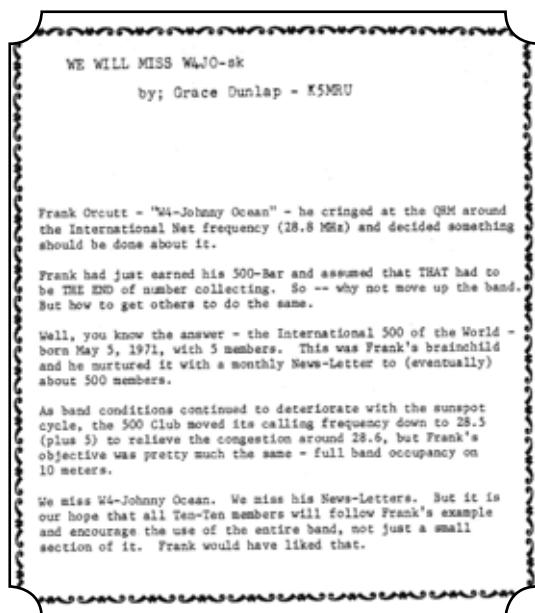 WE WILL MISS W4JO-sk
by; Grace Dunlap - K5MRU
Frank Orcutt - "W4-Johnny Ocean" - he cringed at the QRM around
the International Net frequency (28.8 MHz) and decided something
should be done about it.
Frank had just earned his 500-Bar and assumed that THAT had to
be THE END of number collecting.  So -- why not move up the band.
But how to get others to do the same.
Well, you know the answer - the International 500 of the World -
born May 5, 1971, with 5 members.  This was Frank's brainchild
and he nurtured it with a monthly News-Letter to (eventually)
about 500 members.
As band conditions continued to deteriorate with the sunspot
cycle, the 500 Club moved its calling frequency down to 28.5
(plus 5) to relieve the congestion around 28.6, but Frank's
objective was pretty much the same - full band occupancy on
10 meters.
We miss W4-Johnny Ocean.  We miss his News-Letters.  But it is
our hope that all Ten-Ten members will follow Frank's example
and encourage the use of the entire band, not just a small
section of it.  Frank would have liked that.